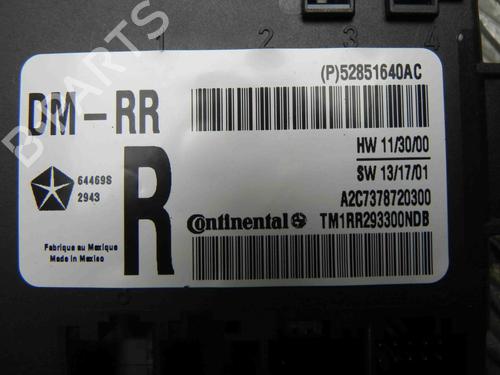 1 2 3 4
(P)52851640AC
DM-RR
HW 11/30/00
SW 13/17/01
R
64469S
2943
A2C7378720300
Continental
TM1RR293300NDB
Fabrique au Mexique
Made in Mexico
B PARTS